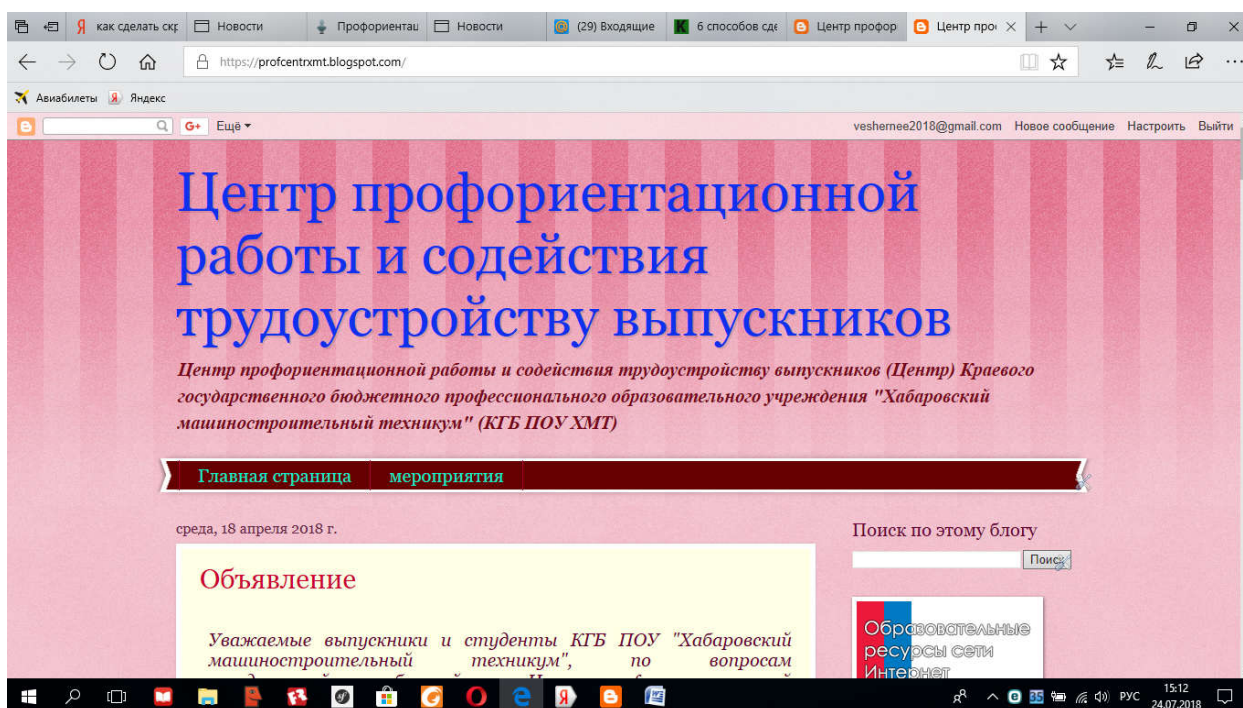 как сделать скр
Новости
Профориентац
Новости
(29) Входящие
6 способов сде
Центр профор
Центр про
https://profcentrxmt.blogspot.com/
Авиабилеты
Яндекс
G+ Ещё
veshernee2018@gmail.com Новое сообщение Настроить Выйти
Центр профориентационной
работы и содействия
трудоустройству выпускников
Центр профориентационной работы и содействия трудоустройству выпускников (Центр) Краевого
государственного бюджетного профессионального образовательного учреждения "Хабаровский
машиностроительный техникум" (КГБ ПОУ ХМТ)
Главная страница мероприятия
среда, 18 апреля 2018 г.
Объявление
Уважаемые выпускники и студенты КГБ ПОУ "Хабаровский
машиностроительный техникум", по вопросам
Поиск по этому блогу
Поиск
Образовательные
ресурсы сети
Интернет
РУС
15:12
24.07.2018